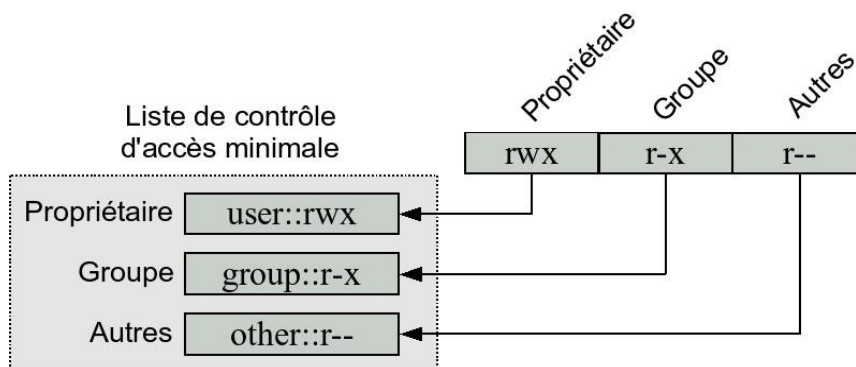 Propriétaire
Groupe
Autres
Liste de contrôle
d'accès minimale
rwx
r-x
r--
Propriétaire
user::rwx
Groupe
group::r-x
Autres
other::r--